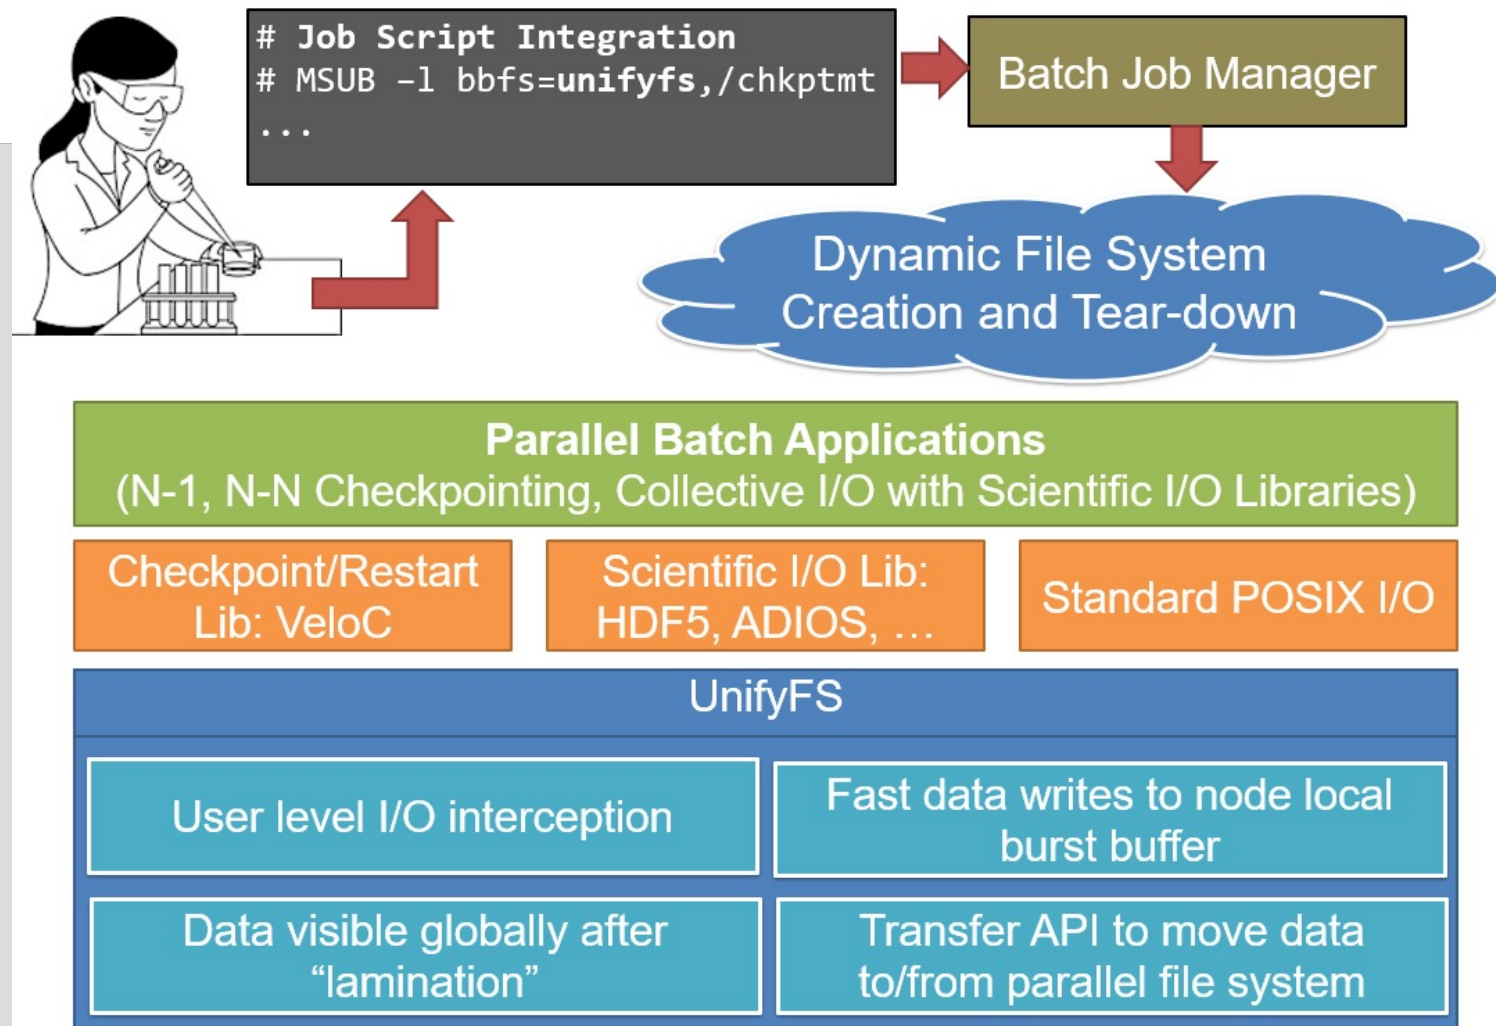 # Job Script Integration
# MSUB –l bbfs=unifyfs,/chkptmt
...
Batch Job Manager
Dynamic File System
Creation and Tear-down
Parallel Batch Applications
(N-1, N-N Checkpointing, Collective I/O with Scientific I/O Libraries)
Checkpoint/Restart
Lib: VeloC
Scientific I/O Lib:
HDF5, ADIOS, …
Standard POSIX I/O
UnifyFS
User level I/O interception
Fast data writes to node local
burst buffer
Data visible globally after
“lamination”
Transfer API to move data
to/from parallel file system